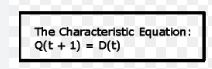 The Characteristic Equation:
Q(t + 1) = D(t)